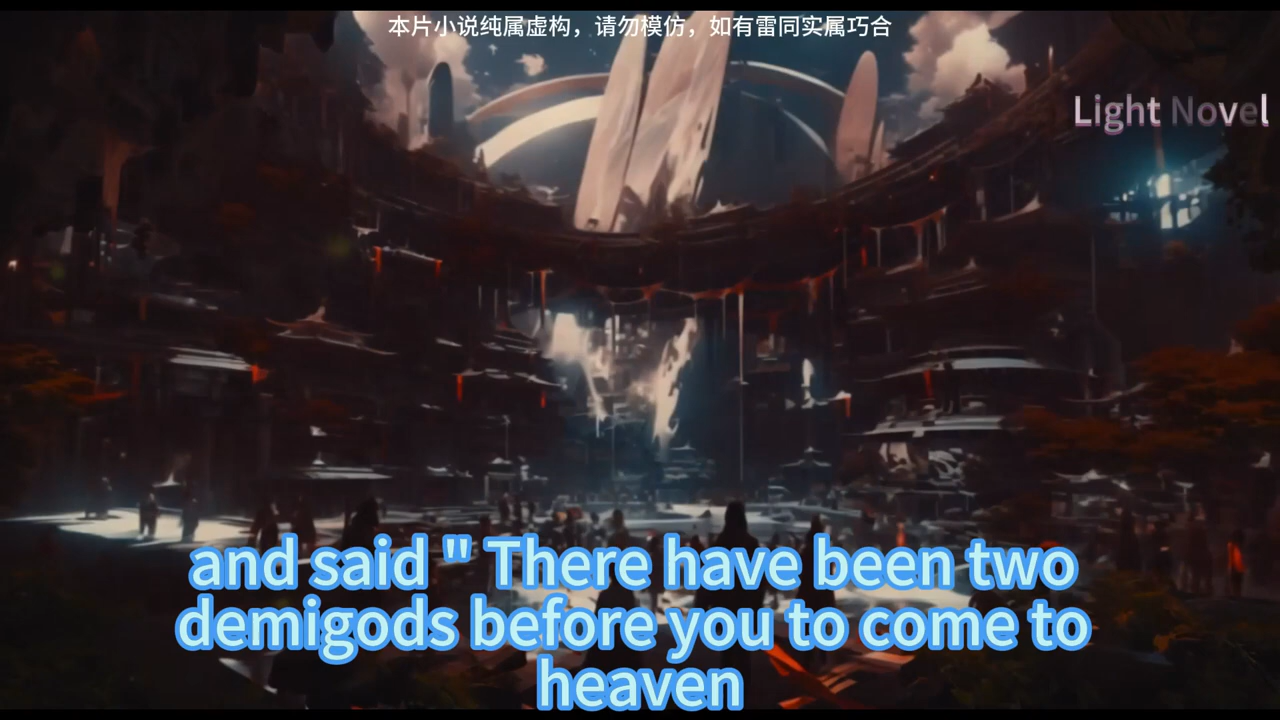 本片小说纯属虚构，请勿模仿，如有雷同实属巧合
Light Novel
and said " There have been two
demigods before you to come to
heaven